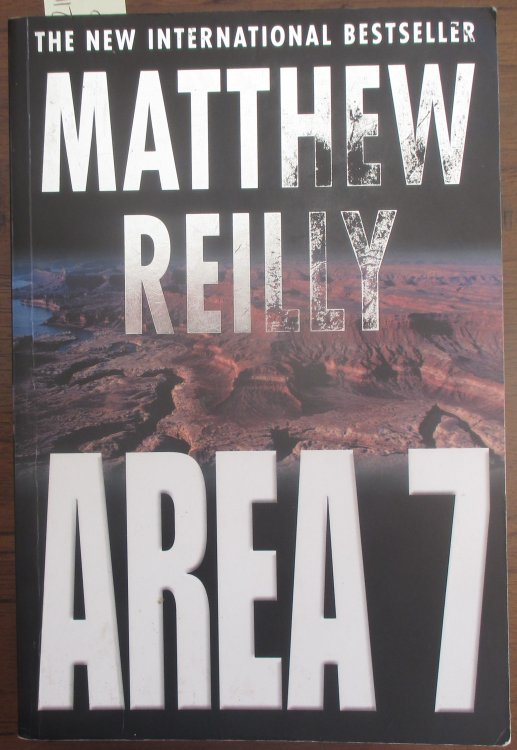 THE NEW INTERNATIONAL BESTSELLER
MATTHEW
REILLY
AREA 7